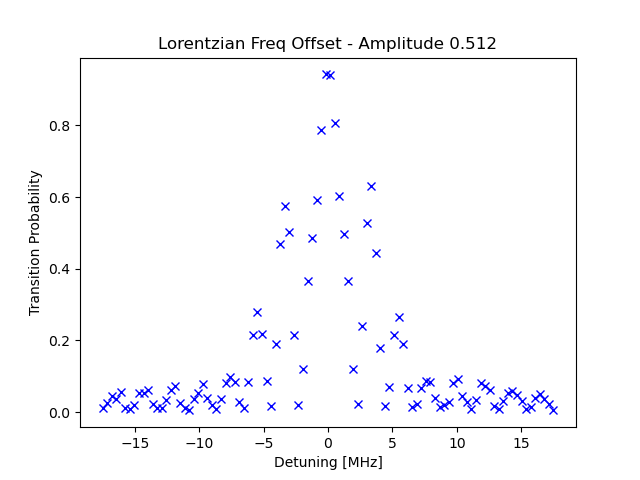 Lorentzian Freq Offset - Amplitude 0.512
Transition Probability
0.8
0.6
0.4
0.2
0.0
−15 −10 −5 0 5 10 15
Detuning [MHz]